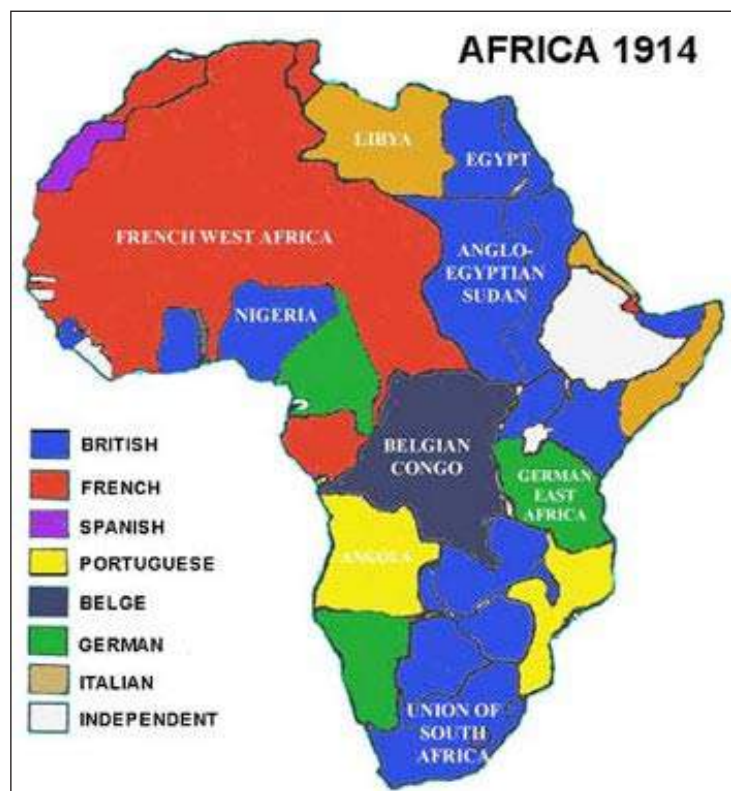 AFRICA 1914
LIBYA
EGYPT
FRENCH WEST AFRICA
ANGLO-
EGYPTIAN
SUDAN
NIGERIA
BELGIAN
CONGO
GERMAN
EAST
AFRICA
ANGOLA
UNION OF
SOUTH
AFRICA
BRITISH
FRENCH
SPANISH
PORTUGUESE
BELGE
GERMAN
ITALIAN
INDEPENDENT